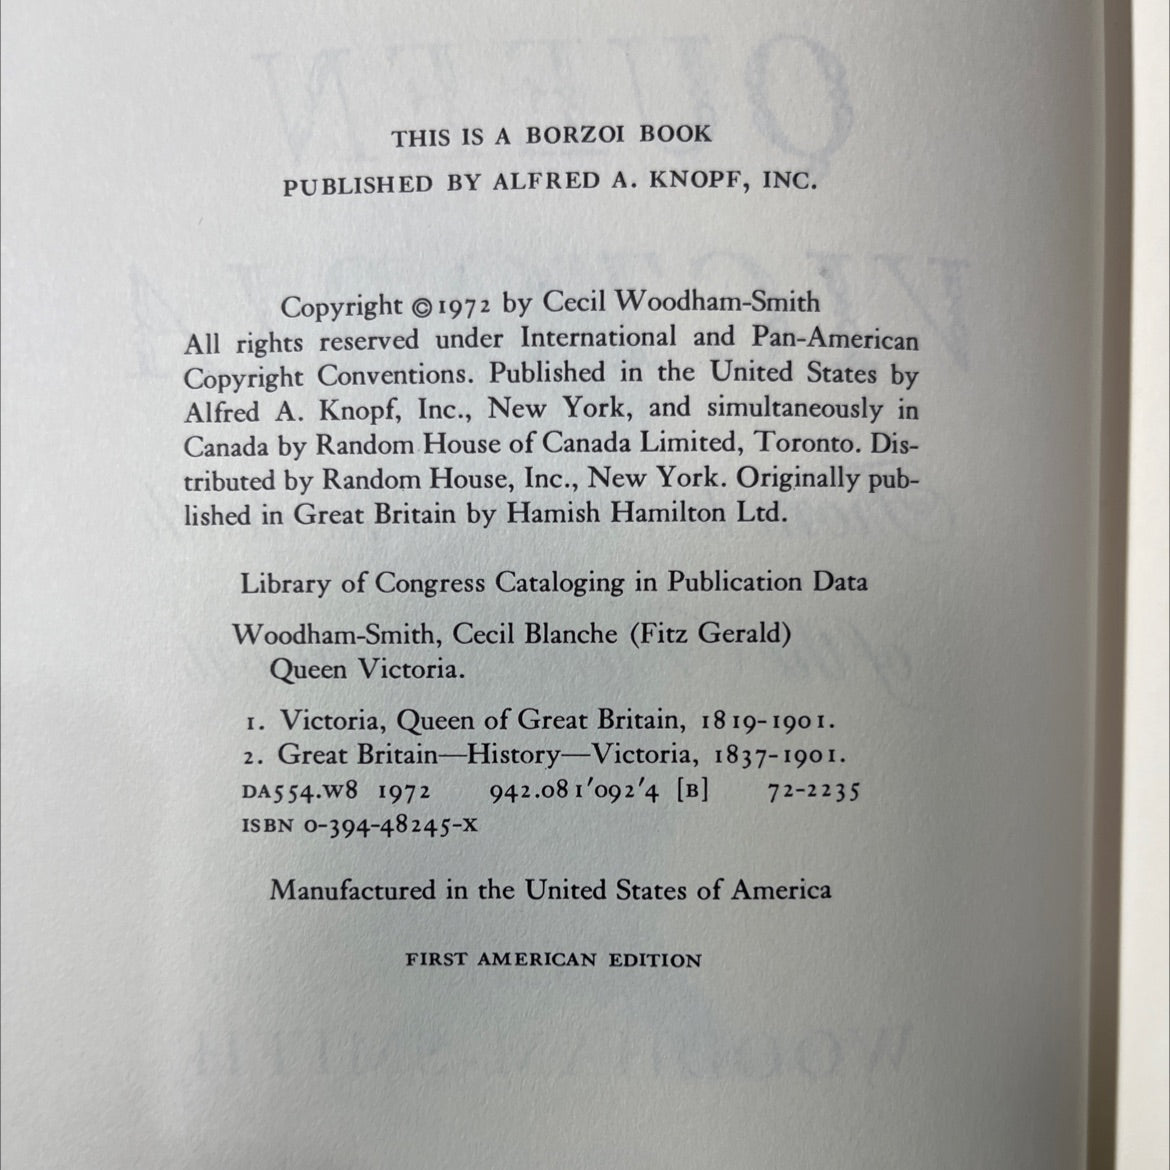 THIS IS A BORZOI BOOK
PUBLISHED BY ALFRED A. KNOPF, INC.
Copyright © 1972 by Cecil Woodham-Smith
All rights reserved under International and Pan-American
Copyright Conventions. Published in the United States by
Alfred A. Knopf, Inc., New York, and simultaneously in
Canada by Random House of Canada Limited, Toronto. Dis-
tributed by Random House, Inc., New York. Originally pub-
lished in Great Britain by Hamish Hamilton Ltd.
Library of Congress Cataloging in Publication Data
Woodham-Smith, Cecil Blanche (Fitz Gerald)
Queen Victoria.
1. Victoria, Queen of Great Britain, 1819-1901.
2. Great Britain—History—Victoria, 1837-1901.
DA554.W8 1972 942.081'092'4 [B] 72-2235
ISBN 0-394-48245-X
Manufactured in the United States of America
FIRST AMERICAN EDITION